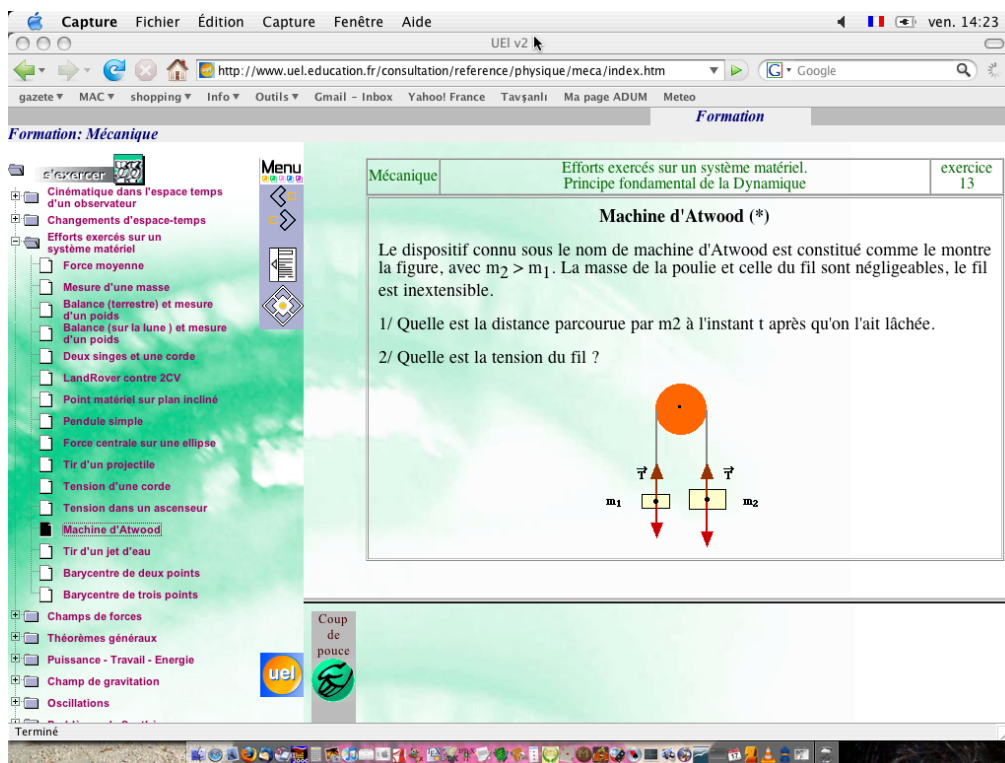 Capture Fichier Édition Capture Fenêtre Aide ven. 14:23
UEl v2
http://www.uel.education.fr/consultation/reference/physique/meca/index.htm
G Google
gazete MAC shopping Info Outils Gmail – Inbox Yahoo! France Tavşanlı Ma page ADUM Meteo
Formation
Formation: Mécanique
s'exercer
Cinématique dans l'espace temps
d'un observateur
Changements d'espace-temps
Efforts exercés sur un
système matériel
Force moyenne
Mesure d'une masse
Balance (terrestre) et mesure
d'un poids
Balance (sur la lune ) et mesure
d'un poids
Deux singes et une corde
LandRover contre 2CV
Point matériel sur plan incliné
Pendule simple
Force centrale sur une ellipse
Tir d'un projectile
Tension d'une corde
Tension dans un ascenseur
Machine d'Atwood
Tir d'un jet d'eau
Barycentre de deux points
Barycentre de trois points
Champs de forces
Théorèmes généraux
Puissance - Travail - Energie
Champ de gravitation
Oscillations
Menu
uel
Mécanique
Efforts exercés sur un système matériel.
Principe fondamental de la Dynamique
exercice
13
Machine d'Atwood (*)
Le dispositif connu sous le nom de machine d'Atwood est constitué comme le montre
la figure, avec m2 > m1. La masse de la poulie et celle du fil sont négligeables, le fil
est inextensible.
1/ Quelle est la distance parcourue par m2 à l'instant t après qu'on l'ait lâchée.
2/ Quelle est la tension du fil ?
T T
m1 m2
Coup
de
pouce
Terminé